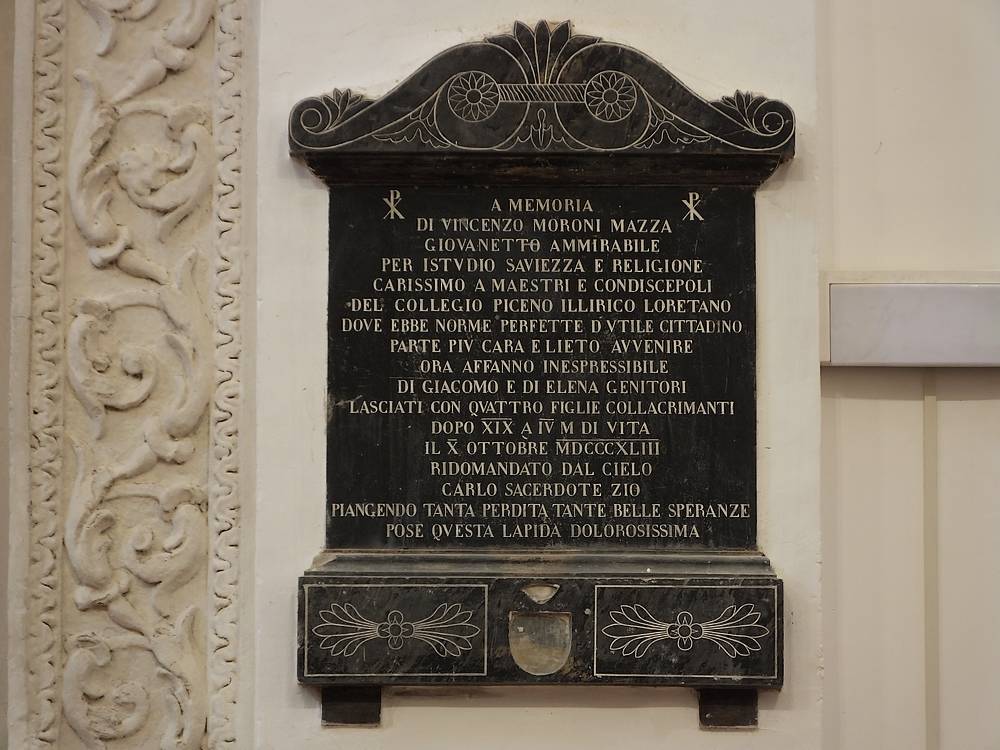 A MEMORIA
DI VINCENZO MORONI MAZZA
GIOVANETTO AMMIRABILE
PER ISTVDIO SAVIEZZA E RELIGIONE
CARISSIMO A MAESTRI E CONDISCEPOLI
DEL COLLEGIO PICENO ILLIRICO LORETANO
DOVE EBBE NORME PERFETTE D'VTILE CITTADINO
PARTE PIV CARA E LIETO AVVENIRE
ORA AFFANNO INESPRESSIBILE
DI GIACOMO E DI ELENA GENITORI
LASCIATI CON QVATTRO FIGLIE COLLACRIMANTI
DOPO XIX A I̅V̅ M DI VITA
IL X̅ OTTOBRE MDCCCXLIII
RIDOMANDATO DAL CIELO
CARLO SACERDOTE ZIO
PIANGENDO TANTA PERDITA TANTE BELLE SPERANZE
POSE QVESTA LAPIDA DOLOROSISSIMA